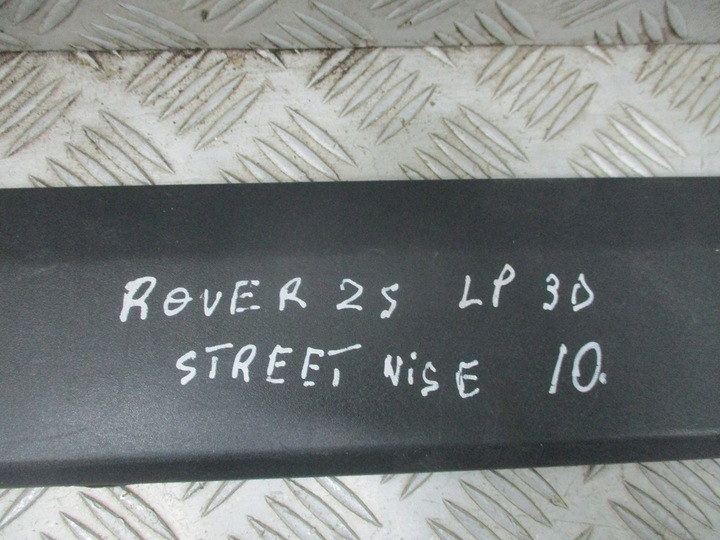 ROVER 25 LP 3D
STREET WISE 10.